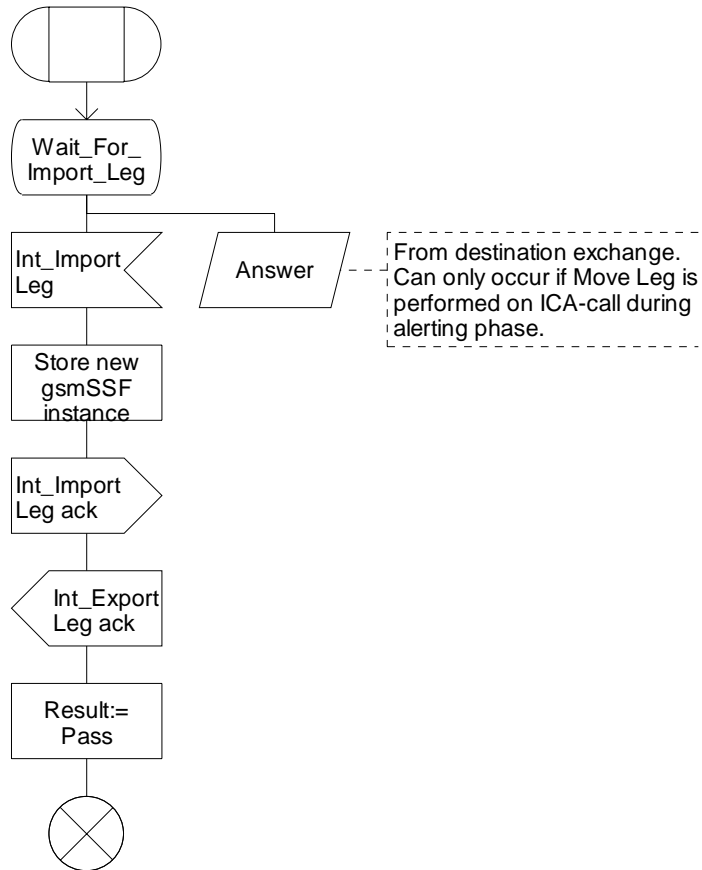 Wait_For_
Import_Leg
Int_Import
Leg
Answer
From destination exchange.
Can only occur if Move Leg is
performed on ICA-call during
alerting phase.
Store new
gsmSSF
instance
Int_Import
Leg ack
Int_Export
Leg ack
Result:=
Pass